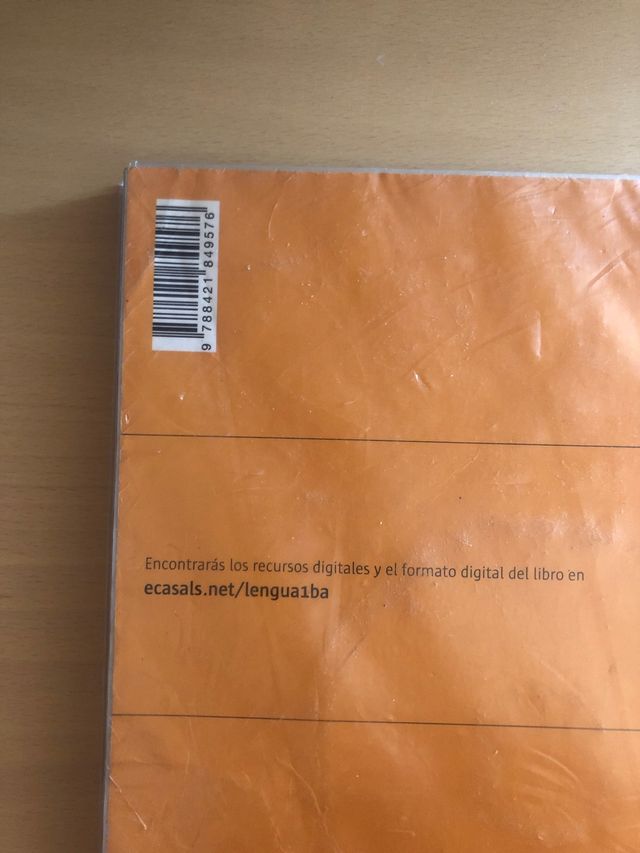 9 788421 849576
Encontrarás los recursos digitales y el formato digital del libro en
ecasals.net/lengua1ba